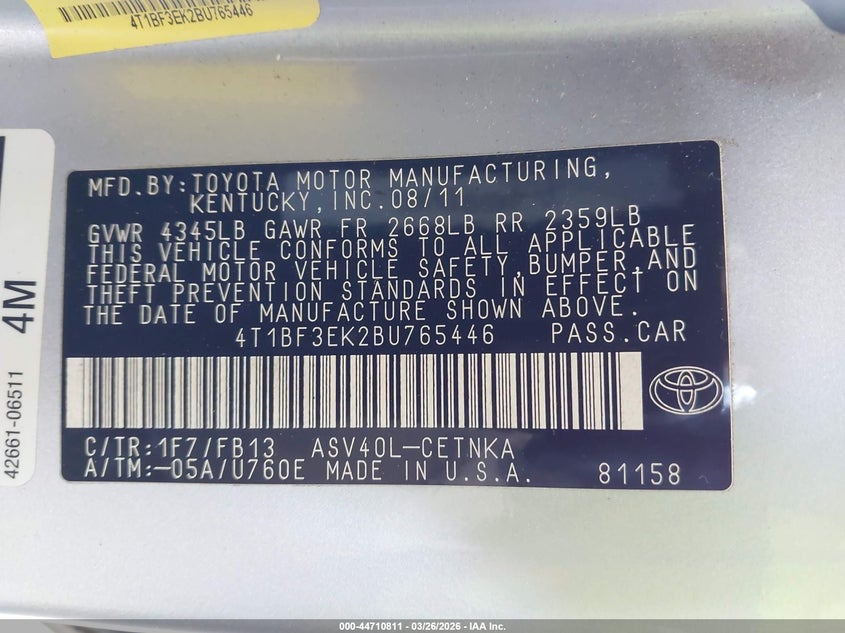 4T1BF3EK2BU765446
MFD.BY:TOYOTA MOTOR MANUFACTURING,
KENTUCKY,INC.08/11
GVWR 4345LB GAWR FR 2668LB RR 2359LB
THIS VEHICLE CONFORMS TO ALL APPLICABLE
FEDERAL MOTOR VEHICLE SAFETY,BUMPER,AND
THEFT PREVENTION STANDARDS IN EFFECT ON
THE DATE OF MANUFACTURE SHOWN ABOVE.
4T1BF3EK2BU765446 PASS.CAR
C/TR:1F7/FB13 ASV40L-CETNKA
A/TM:-05A/U760E MADE IN U.S.A. 81158
42661-06511 4M
000-44710811 — 03/26/2026 — IAA Inc.